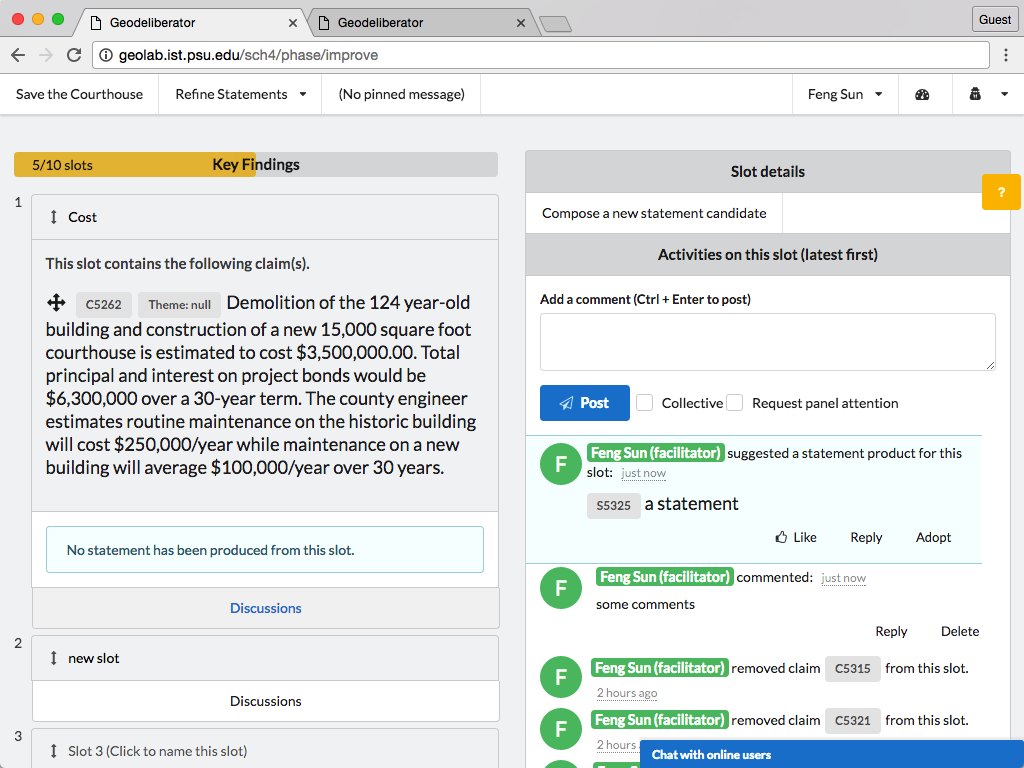 Geodeliberator
Geodeliberator
Guest
geolab.ist.psu.edu/sch4/phase/improve
Save the Courthouse
Refine Statements
(No pinned message)
Feng Sun
5/10 slots
Key Findings
1
Cost
This slot contains the following claim(s).
C5262 Theme: null Demolition of the 124 year-old
building and construction of a new 15,000 square foot
courthouse is estimated to cost $3,500,000.00. Total
principal and interest on project bonds would be
$6,300,000 over a 30-year term. The county engineer
estimates routine maintenance on the historic building
will cost $250,000/year while maintenance on a new
building will average $100,000/year over 30 years.
No statement has been produced from this slot.
Discussions
2
new slot
Discussions
3
Slot 3 (Click to name this slot)
Slot details
?
Compose a new statement candidate
Activities on this slot (latest first)
Add a comment (Ctrl + Enter to post)
Post
Collective
Request panel attention
F
Feng Sun (facilitator) suggested a statement product for this
slot: just now
S5325 a statement
Like
Reply
Adopt
F
Feng Sun (facilitator) commented: just now
some comments
Reply
Delete
F
Feng Sun (facilitator) removed claim C5315 from this slot.
2 hours ago
F
Feng Sun (facilitator) removed claim C5321 from this slot.
2 hours
Chat with online users